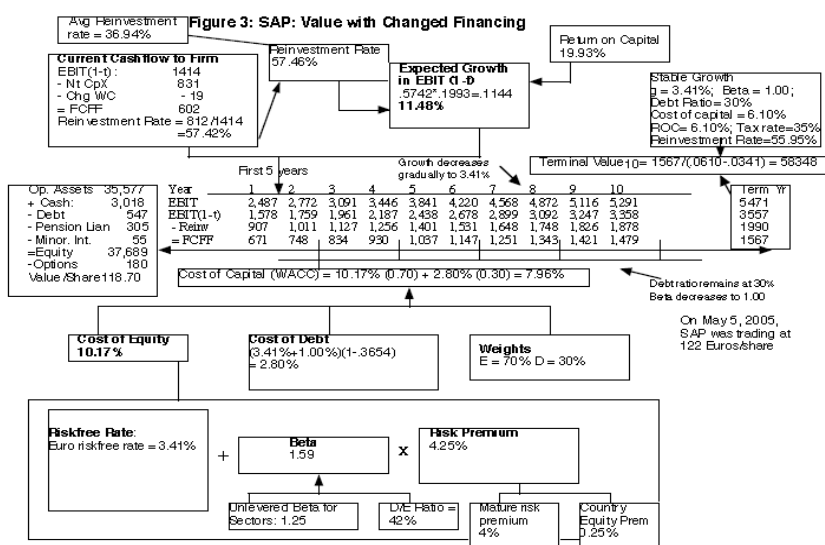 Figure 3: SAP: Value with Changed Financing
Avg Reinvestment
rate = 36.94%
Current Cashflow to Firm
EBIT(1-t) : 1414
- Nt CpX 831
- Chg WC - 19
= FCFF 602
Reinvestment Rate = 812/1414
=57.42%
Reinvestment Rate
57.46%
Expected Growth
in EBIT (1-t)
.5742*.1993=.1144
11.48%
Return on Capital
19.93%
Stable Growth
g = 3.41%; Beta = 1.00;
Debt Ratio= 30%
Cost of capital = 6.10%
ROC= 6.10%; Tax rate=35%
Reinvestment Rate=55.95%
Terminal Value10= 1567/(.0610-.0341) = 58348
First 5 years
Growth decreases
gradually to 3.41%
Op. Assets 35,577
+ Cash: 3,018
- Debt 547
- Pension Lian 305
- Minor. Int. 55
=Equity 37,689
-Options 180
Value/Share118.70
Year 1 2 3 4 5 6 7 8 9 10
EBIT 2,487 2,772 3,091 3,446 3,841 4,220 4,568 4,872 5,116 5,291
EBIT(1-t) 1,578 1,759 1,961 2,187 2,438 2,678 2,899 3,092 3,247 3,358
- Reinv 907 1,011 1,127 1,256 1,401 1,531 1,648 1,748 1,826 1,878
= FCFF 671 748 834 930 1,037 1,147 1,251 1,343 1,421 1,479
Term Yr
5471
3557
1990
1567
Cost of Capital (WACC) = 10.17% (0.70) + 2.80% (0.30) = 7.96%
Debt ratio remains at 30%
Beta decreases to 1.00
On May 5, 2005,
SAP was trading at
122 Euros/share
Cost of Equity
10.17%
Cost of Debt
(3.41%+1.00%)(1-.3654)
= 2.80%
Weights
E = 70% D = 30%
Riskfree Rate:
Euro riskfree rate = 3.41%
+
Beta
1.59
X
Risk Premium
4.25%
Unlevered Beta for
Sectors: 1.25
D/E Ratio =
42%
Mature risk
premium
4%
Country
Equity Prem
0.25%